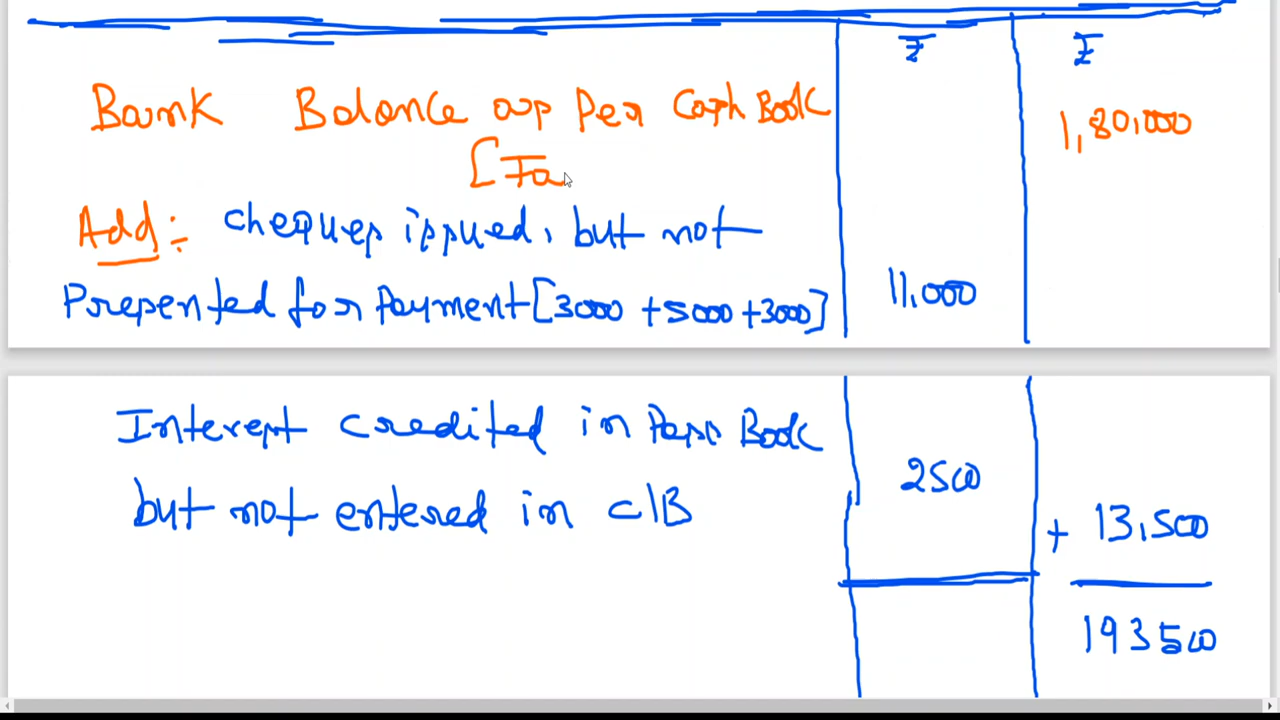 ₹ ₹
Bank Balance as Per Cash Book 1,80,000
[Fa
Add:- cheques issued, but not
Presented for Payment [3000 + 5000 + 3000] 11,000
Interest credited in Pass Book
but not entered in C/B 2500 + 13,500
193500